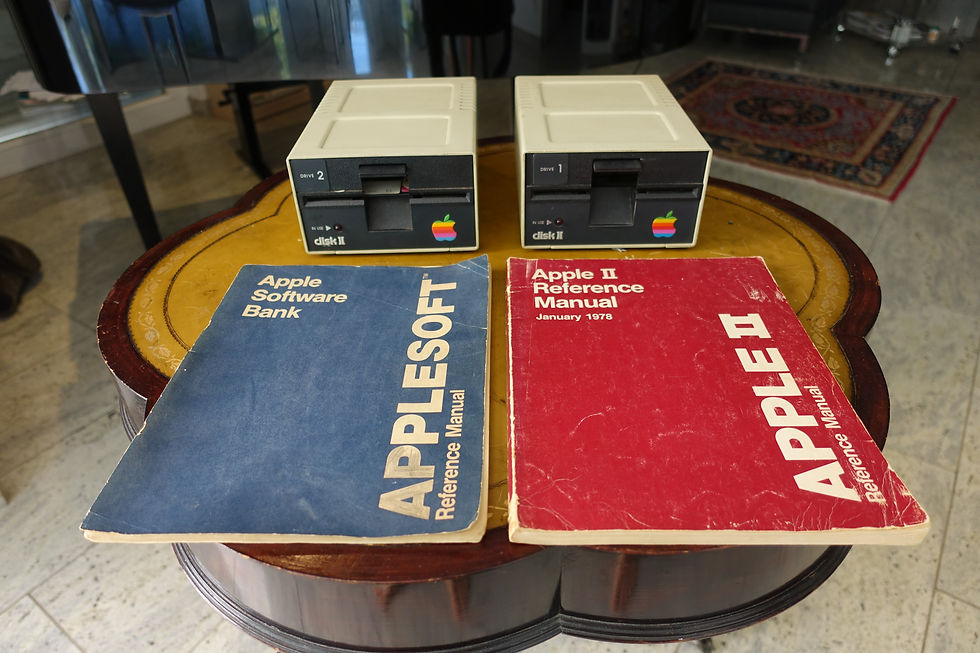 DRIVE 2
IN USE
disk II
DRIVE 1
IN USE
disk II
Apple
Software
Bank
APPLESOFT™
Reference Manual
Apple II
Reference
Manual
January 1978
APPLE II
Reference Manual